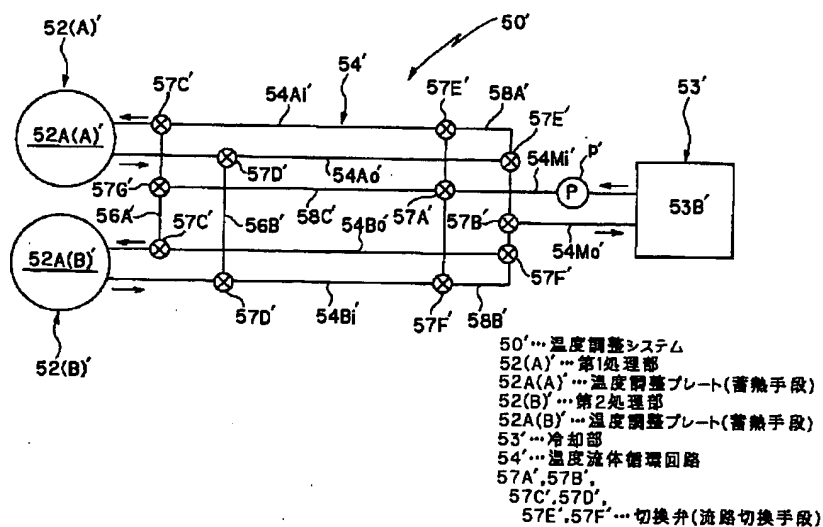 52(A)′
50′
57C′
54Ai′
54′
57E′
58A′
53′
57E′
52A(A)′
54Mi′
P′
57D′
54Ao′
P
53B′
57G′
56A′
57C′
58C′
57A′
56B′
54Bo′
57B′
52A(B)′
54Mo′
57F′
57D′
54Bi′
57F′
58B′
52(B)′
50′…温度調整システム
52(A)′…第1処理部
52A(A)′…温度調整プレート(蓄熱手段)
52(B)′…第2処理部
52A(B)′…温度調整プレート(蓄熱手段)
53′…冷却部
54′…温度流体循環回路
57A′,57B′,
57C′,57D′,
57E′,57F′…切換弁(流路切換手段)